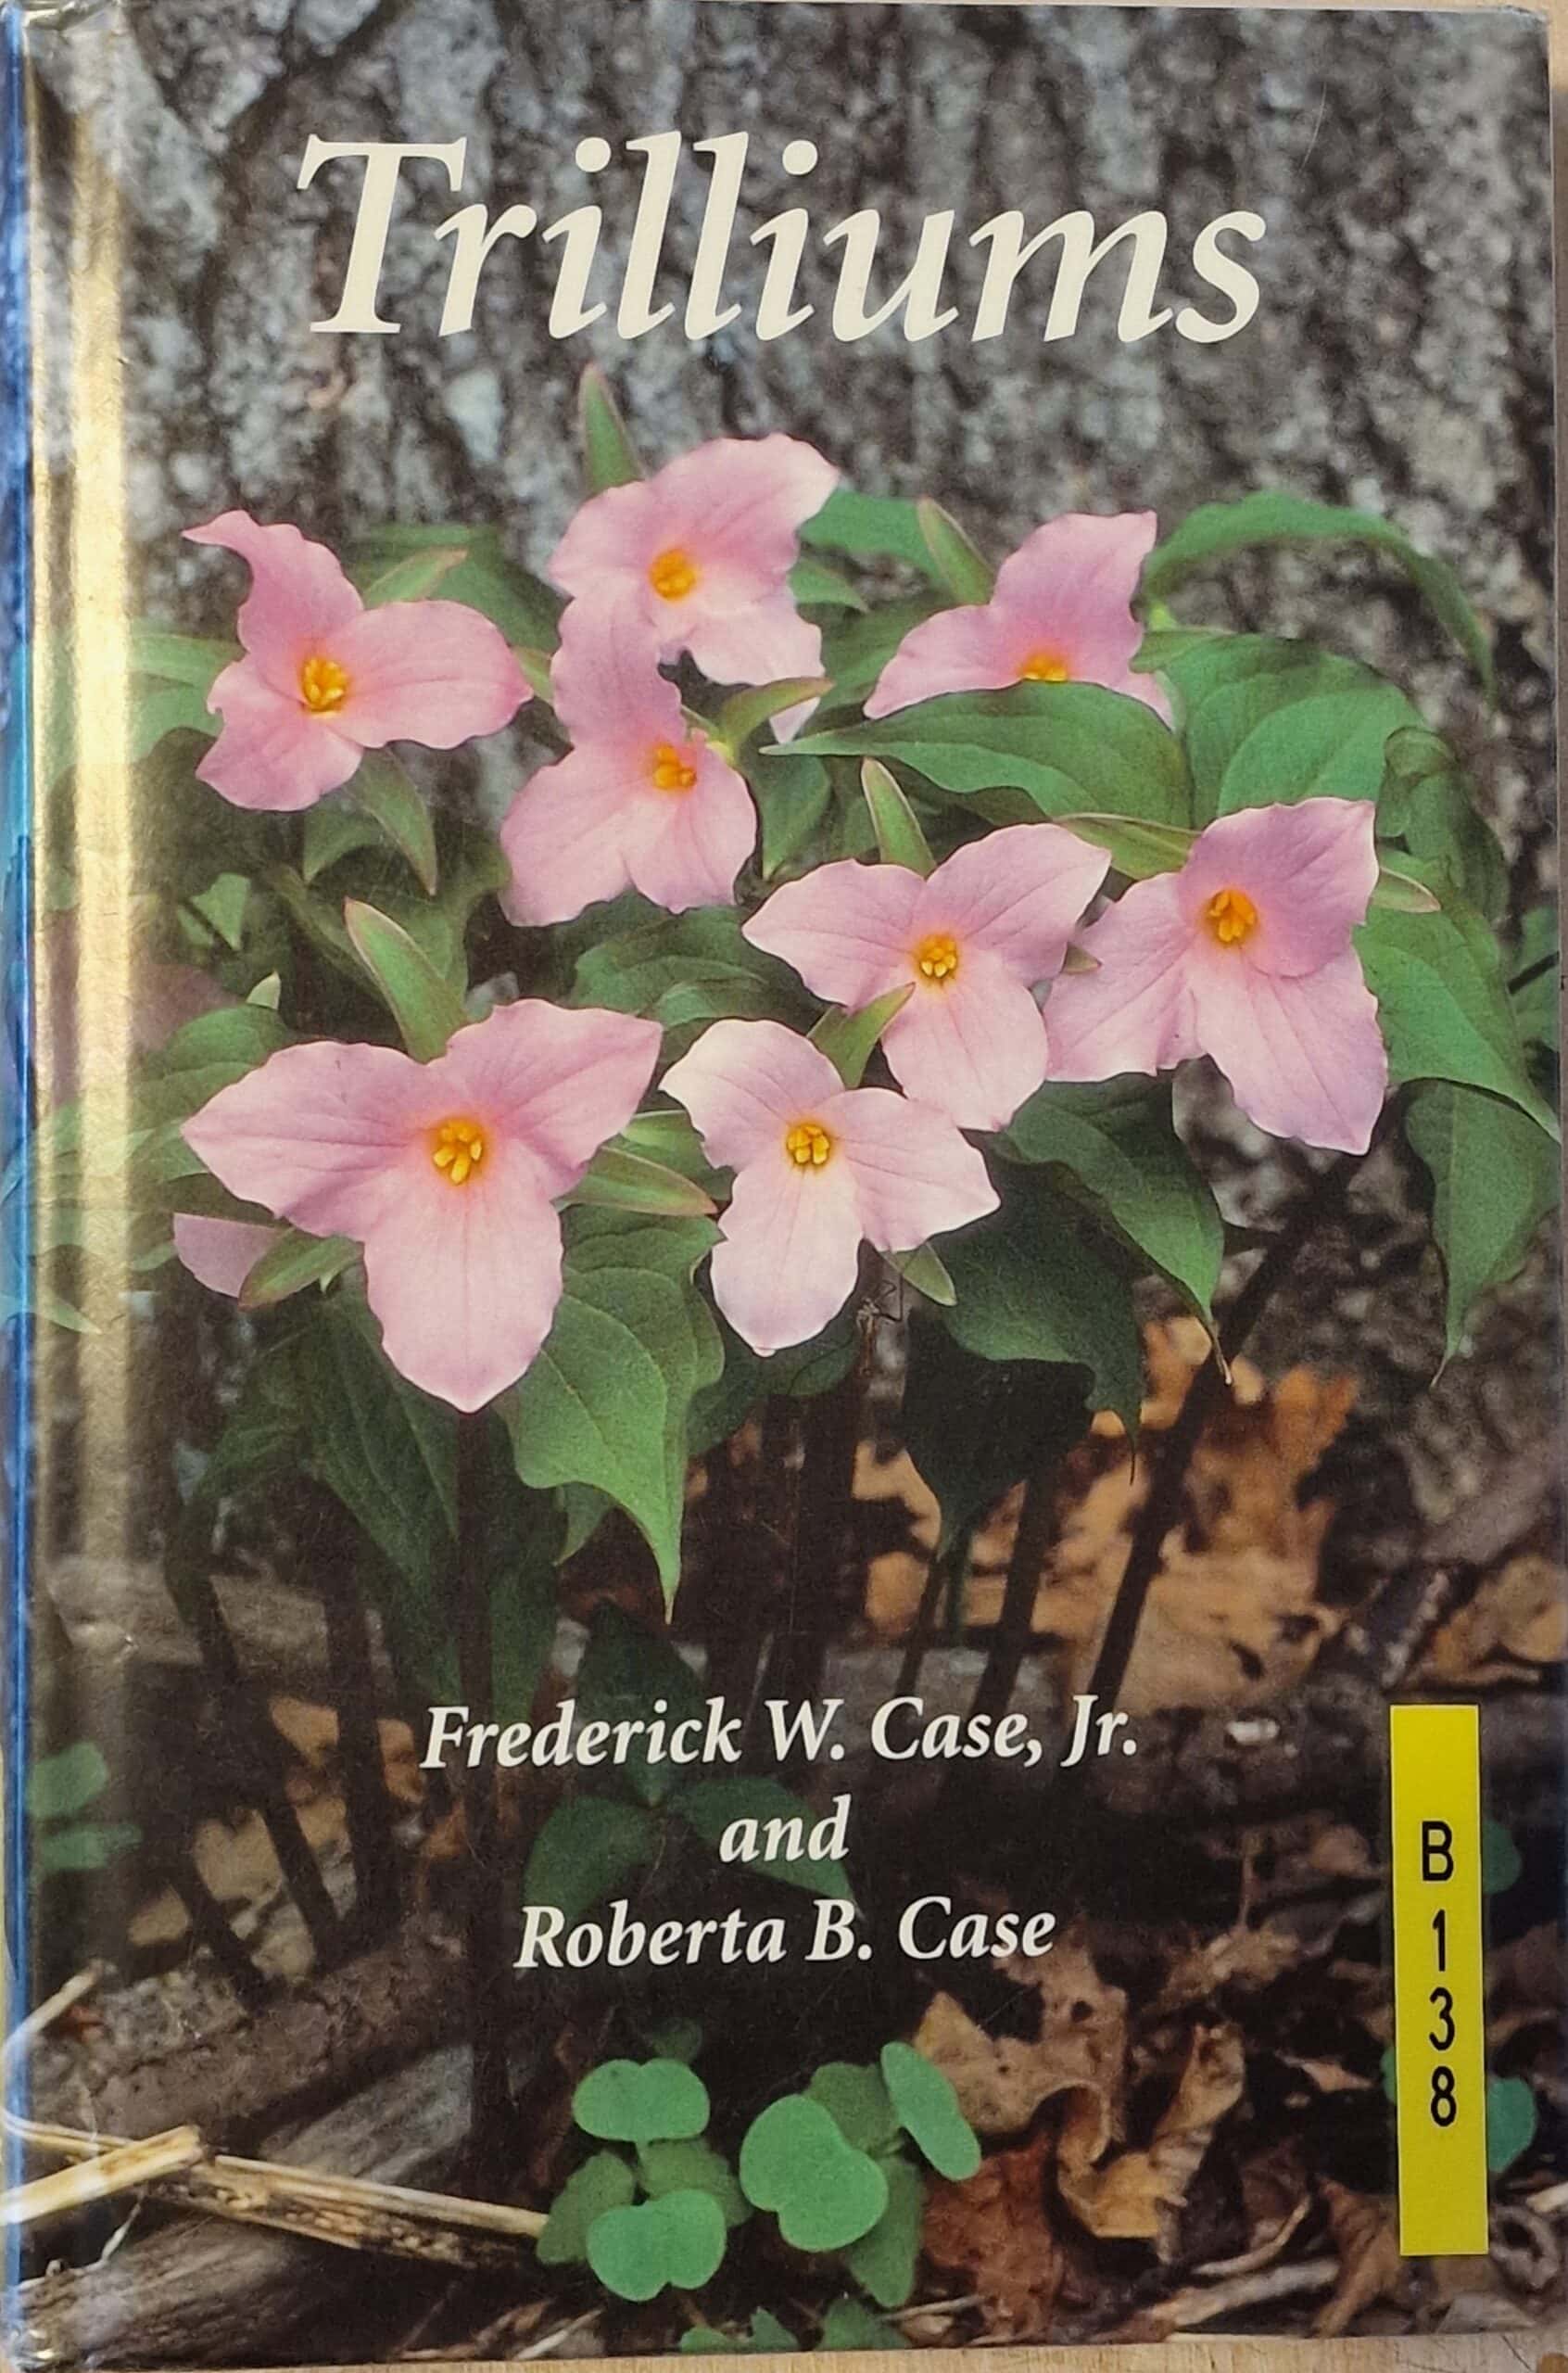 Trilliums
Frederick W. Case, Jr.
and
Roberta B. Case
B
1
3
8